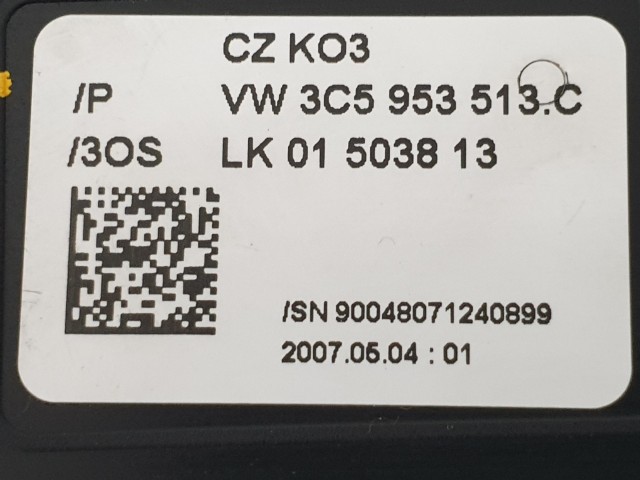 CZ KO3
/P VW 3C5 953 513.C
/3OS LK 01 5038 13
/SN 90048071240899
2007.05.04 : 01